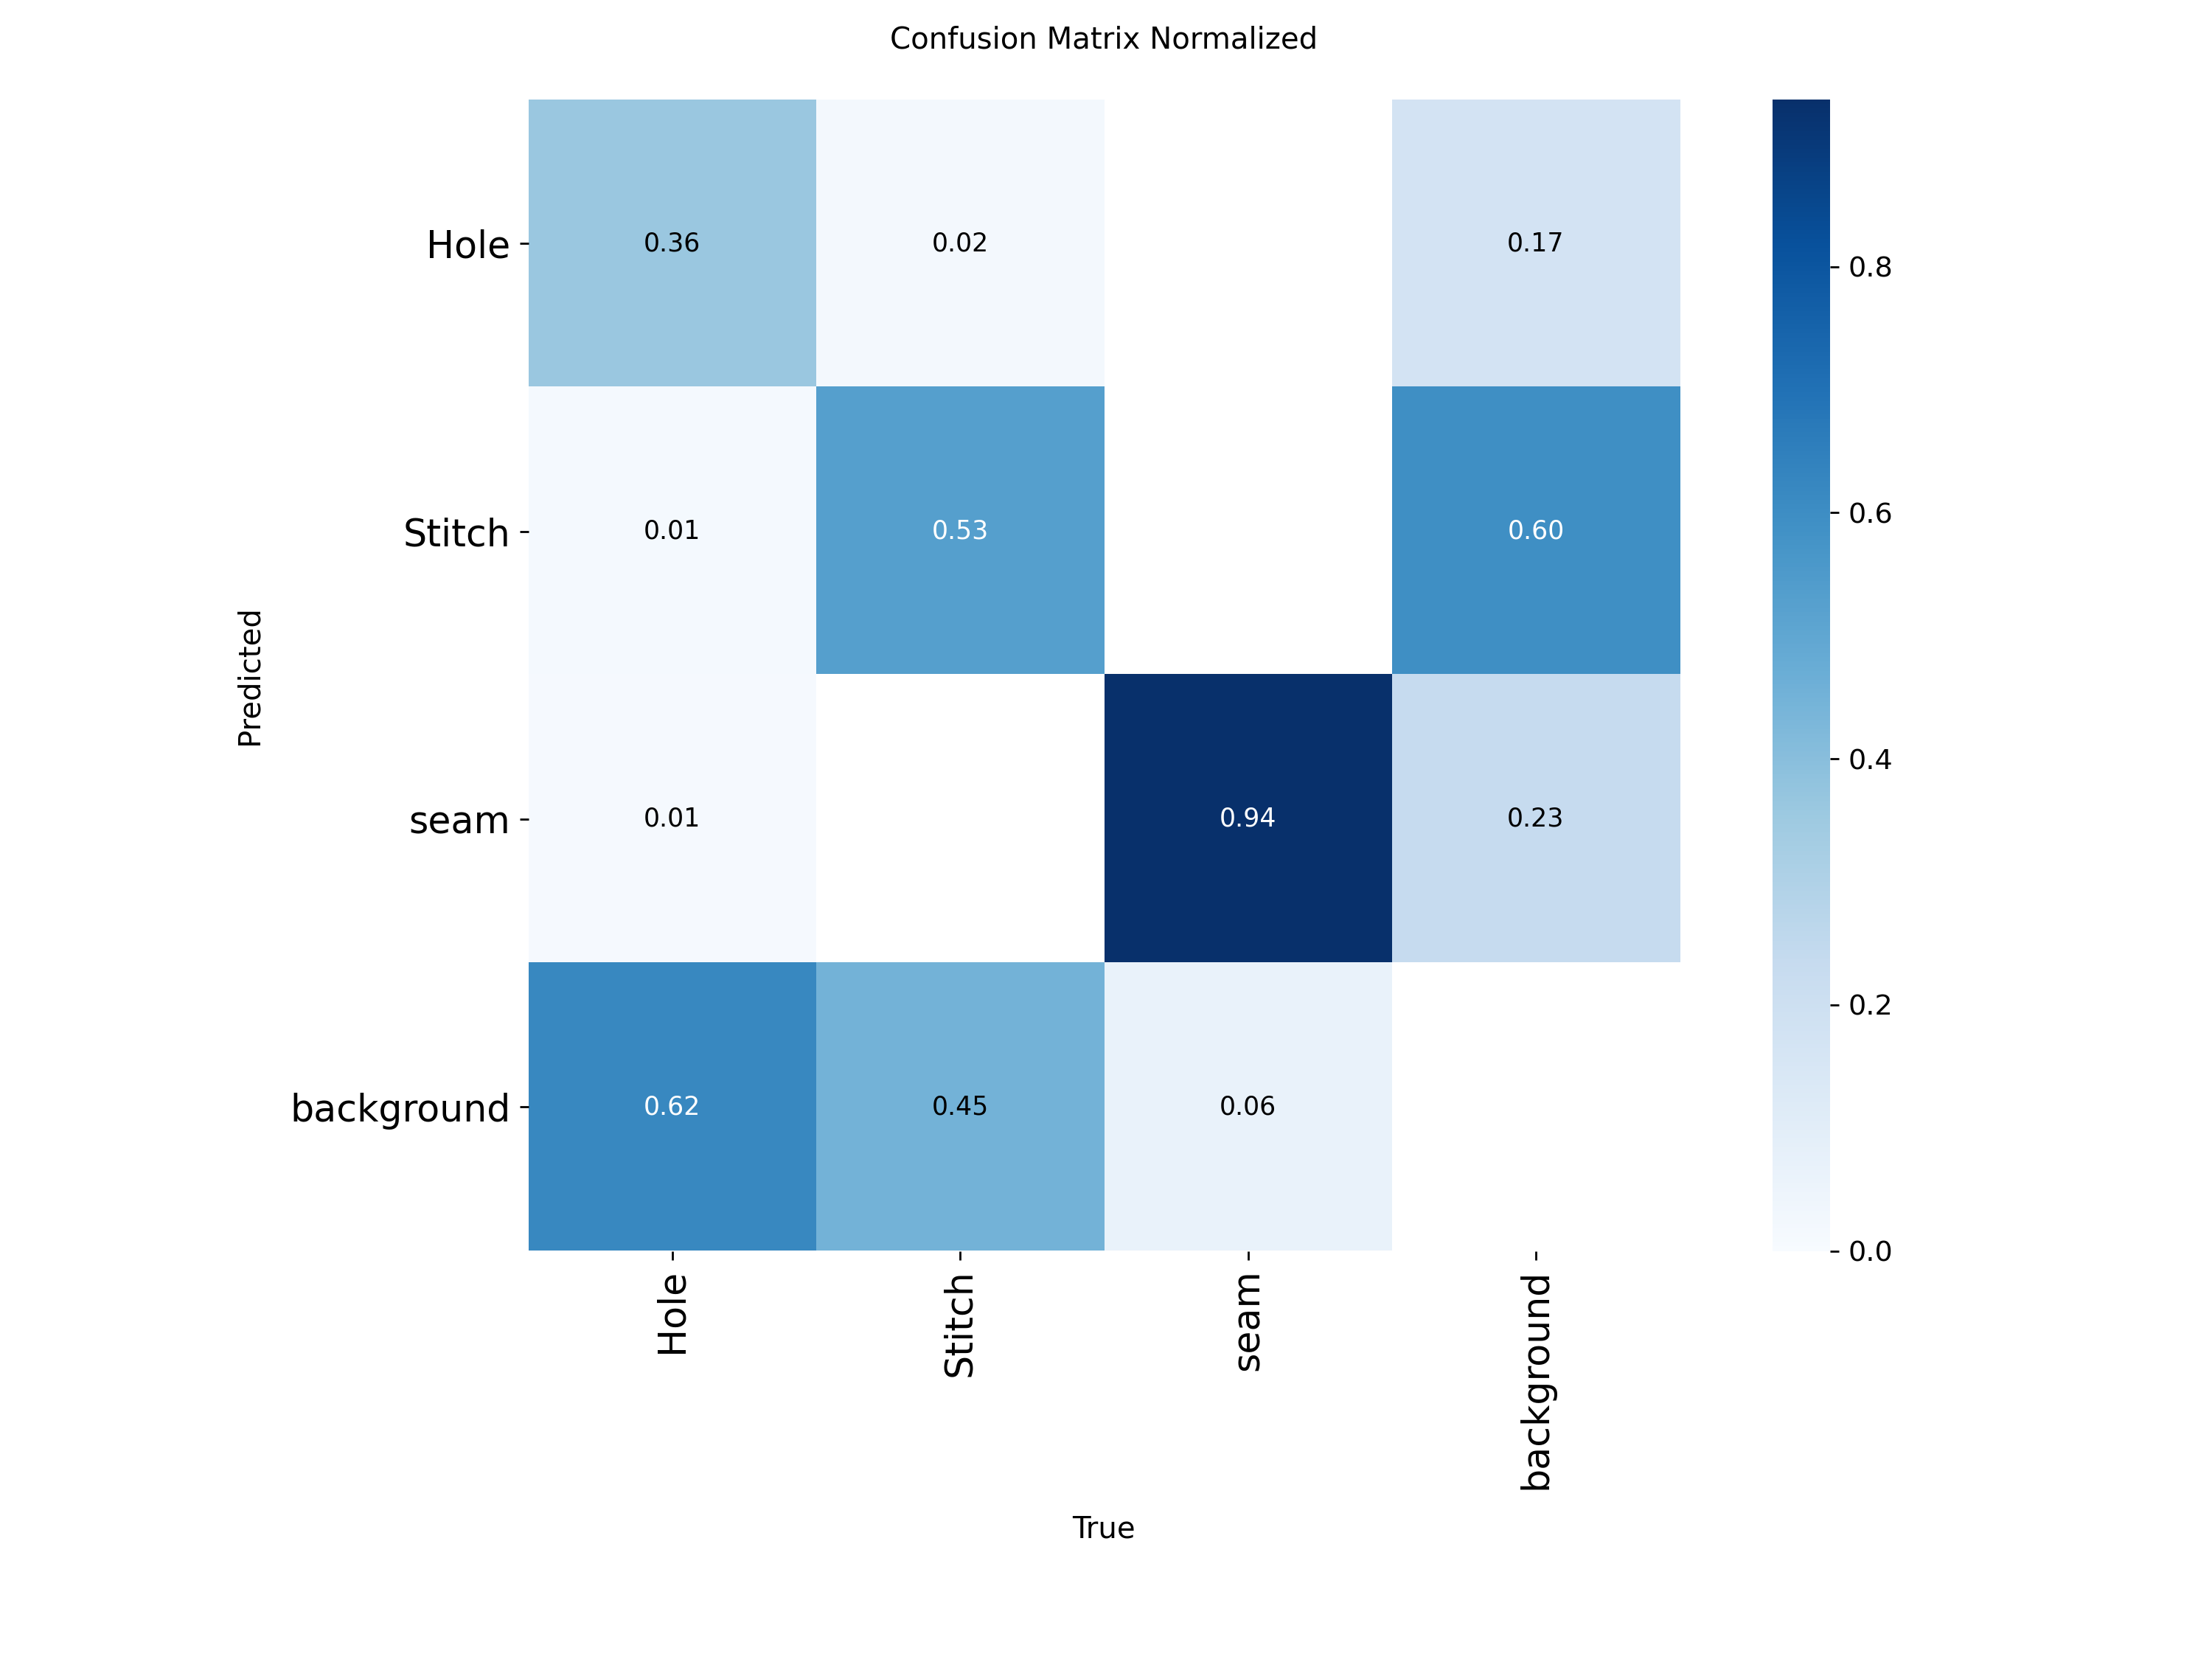 Confusion Matrix Normalized
Hole
0.36
0.02
0.17
Stitch
0.01
0.53
0.60
seam
0.01
0.94
0.23
background
0.62
0.45
0.06
Hole
Stitch
seam
background
Predicted
True
0.8
0.6
0.4
0.2
0.0